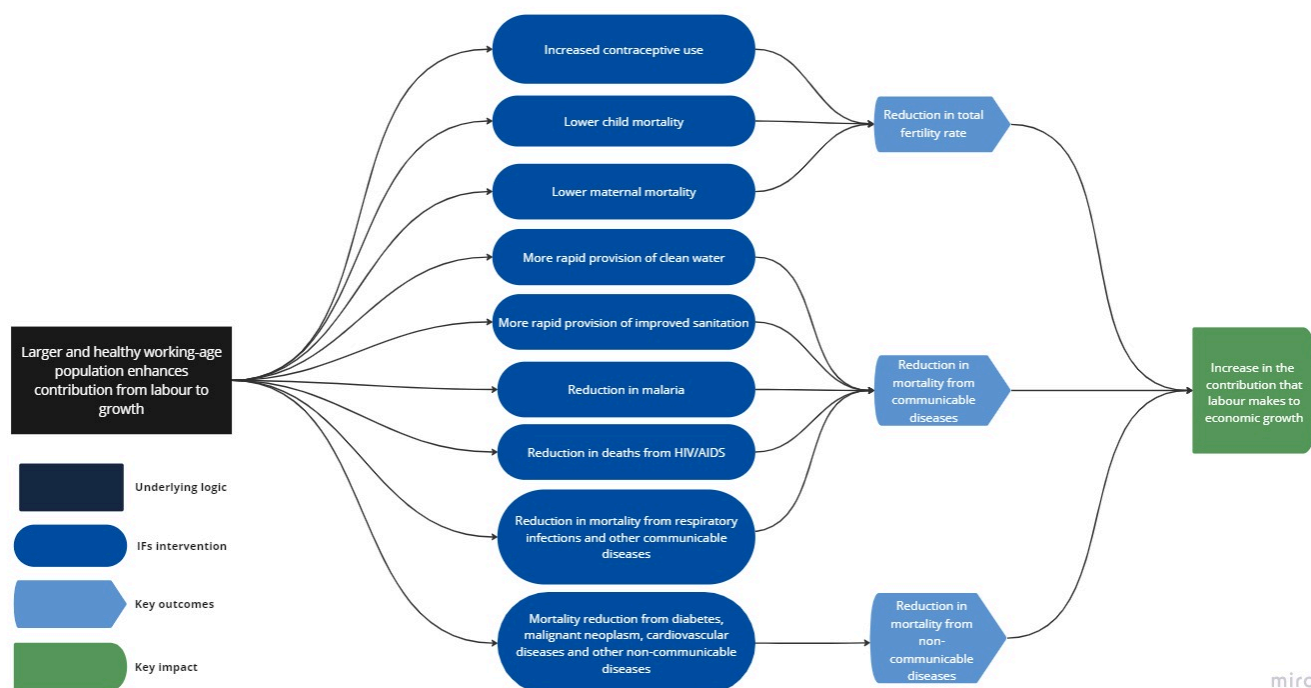 Increased contraceptive use
Lower child mortality
Reduction in total
fertility rate
Lower maternal mortality
More rapid provision of clean water
More rapid provision of improved sanitation
Larger and healthy working-age
population enhances
contribution from labour to
growth
Reduction in malaria
Reduction in
mortality from
communicable
diseases
Increase in the
contribution that
labour makes to
economic growth
Reduction in deaths from HIV/AIDS
Reduction in mortality from respiratory
infections and other communicable
diseases
Mortality reduction from diabetes,
malignant neoplasm, cardiovascular
diseases and other non-communicable
diseases
Reduction in
mortality from
non-
communicable
diseases
Underlying logic
IFs intervention
Key outcomes
Key impact
miro